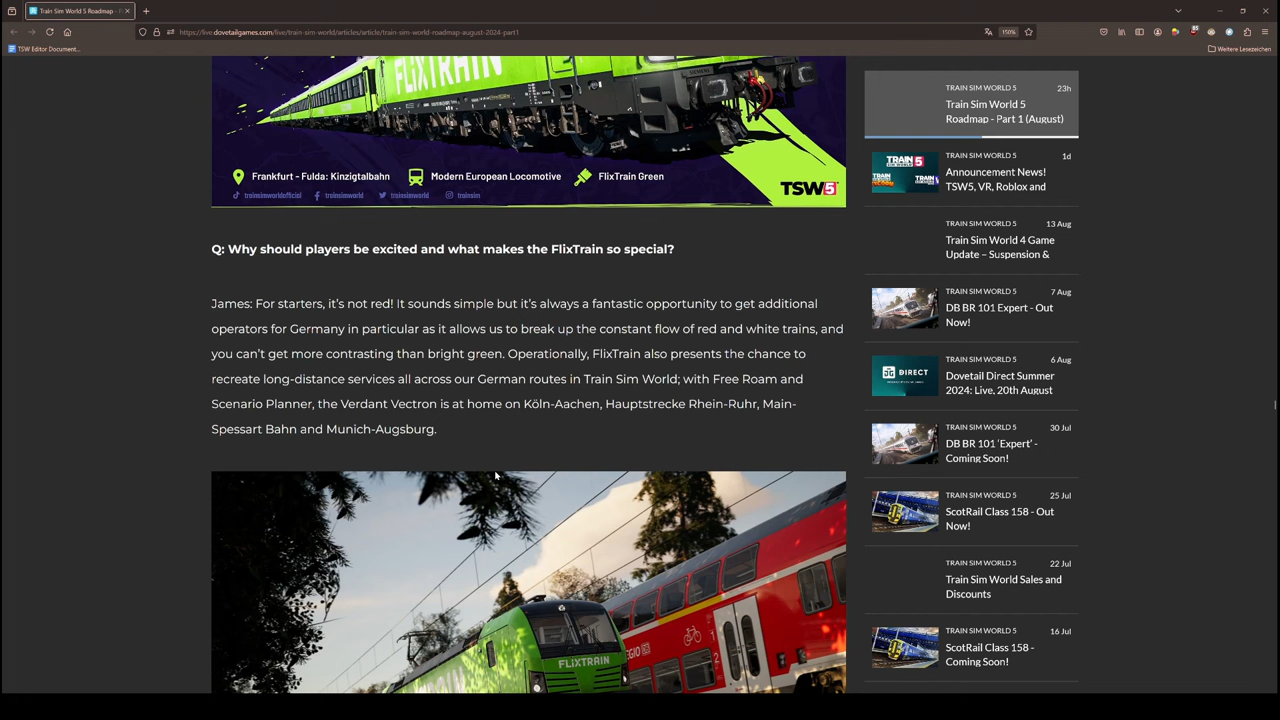 Train Sim World 5 Roadmap -
https://live.dovetailgames.com/live/train-sim-world/articles/article/train-sim-world-roadmap-august-2024-part1
150%
TSW Editor Document...
Weitere Lesezeichen
FLiXTRAIN
Frankfurt - Fulda: Kinzigtalbahn
Modern European Locomotive
FlixTrain Green
trainsimworldofficial
trainsimworld
trainsimworld
trainsim
TSW5
Q: Why should players be excited and what makes the FlixTrain so special?
James: For starters, it's not red! It sounds simple but it's always a fantastic opportunity to get additional
operators for Germany in particular as it allows us to break up the constant flow of red and white trains, and
you can't get more contrasting than bright green. Operationally, FlixTrain also presents the chance to
recreate long-distance services all across our German routes in Train Sim World; with Free Roam and
Scenario Planner, the Verdant Vectron is at home on Köln-Aachen, Hauptstrecke Rhein-Ruhr, Main-
Spessart Bahn and Munich-Augsburg.
FLiXTRAIN
TRAIN SIM WORLD 5 23h
Train Sim World 5
Roadmap - Part 1 (August)
TRAIN SIM WORLD 5 1d
Announcement News!
TSW5, VR, Roblox and
TRAIN SIM WORLD 5 13 Aug
Train Sim World 4 Game
Update – Suspension &
TRAIN SIM WORLD 5 7 Aug
DB BR 101 Expert - Out
Now!
TRAIN SIM WORLD 5 6 Aug
DIRECT
Dovetail Direct Summer
2024: Live, 20th August
TRAIN SIM WORLD 5 30 Jul
DB BR 101 'Expert' -
Coming Soon!
TRAIN SIM WORLD 5 25 Jul
ScotRail Class 158 - Out
Now!
TRAIN SIM WORLD 5 22 Jul
Train Sim World Sales and
Discounts
TRAIN SIM WORLD 5 16 Jul
ScotRail Class 158 -
Coming Soon!